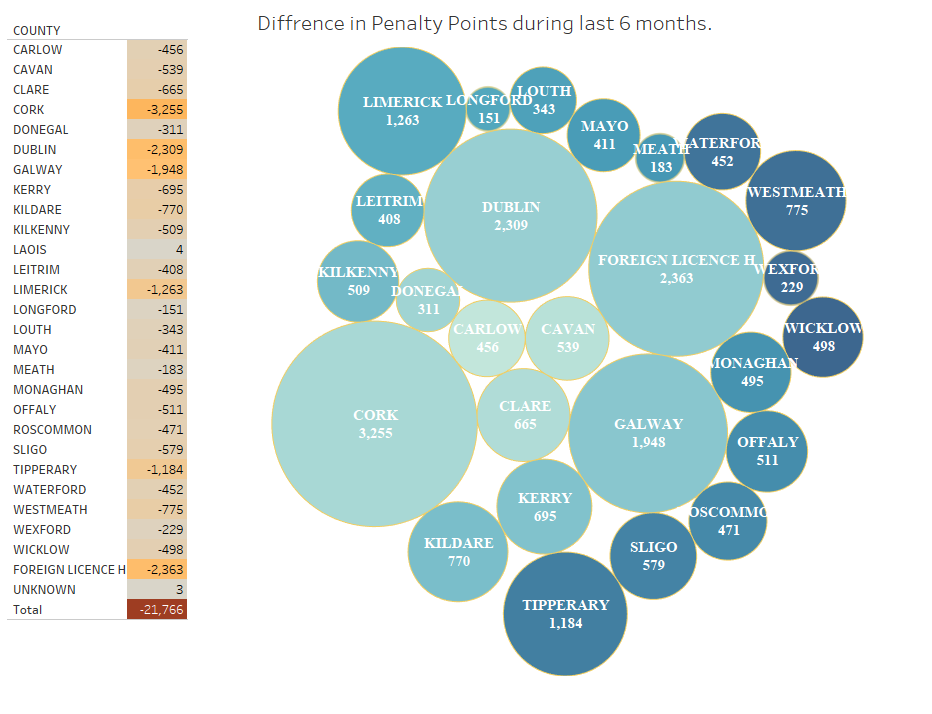 Diffrence in Penalty Points during last 6 months.
COUNTY
CARLOW -456
CAVAN -539
CLARE -665
CORK -3,255
DONEGAL -311
DUBLIN -2,309
GALWAY -1,948
KERRY -695
KILDARE -770
KILKENNY -509
LAOIS 4
LEITRIM -408
LIMERICK -1,263
LONGFORD -151
LOUTH -343
MAYO -411
MEATH -183
MONAGHAN -495
OFFALY -511
ROSCOMMON -471
SLIGO -579
TIPPERARY -1,184
WATERFORD -452
WESTMEATH -775
WEXFORD -229
WICKLOW -498
FOREIGN LICENCE H -2,363
UNKNOWN 3
Total -21,766
LIMERICK
1,263
LONGFORD
151
LOUTH
343
MAYO
411
MEATH
183
ATERFOR
452
WESTMEATH
775
LEITRIM
408
DUBLIN
2,309
FOREIGN LICENCE H
2,363
WEXFOR
229
KILKENNY
509
DONEGAL
311
CARLOW
456
CAVAN
539
WICKLOW
498
MONAGHAN
495
CORK
3,255
CLARE
665
GALWAY
1,948
OFFALY
511
KERRY
695
OSCOMMO
471
KILDARE
770
SLIGO
579
TIPPERARY
1,184